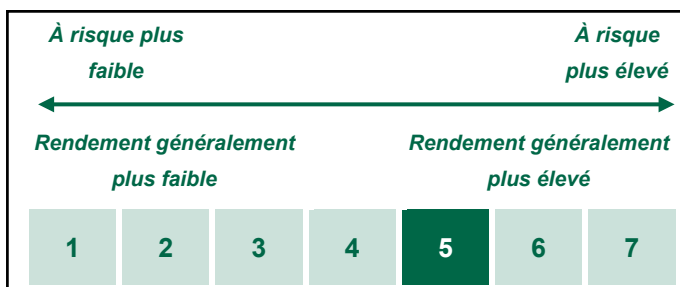 À risque plus
faible
À risque
plus élevé
Rendement généralement
plus faible
Rendement généralement
plus élevé
1 2 3 4 5 6 7